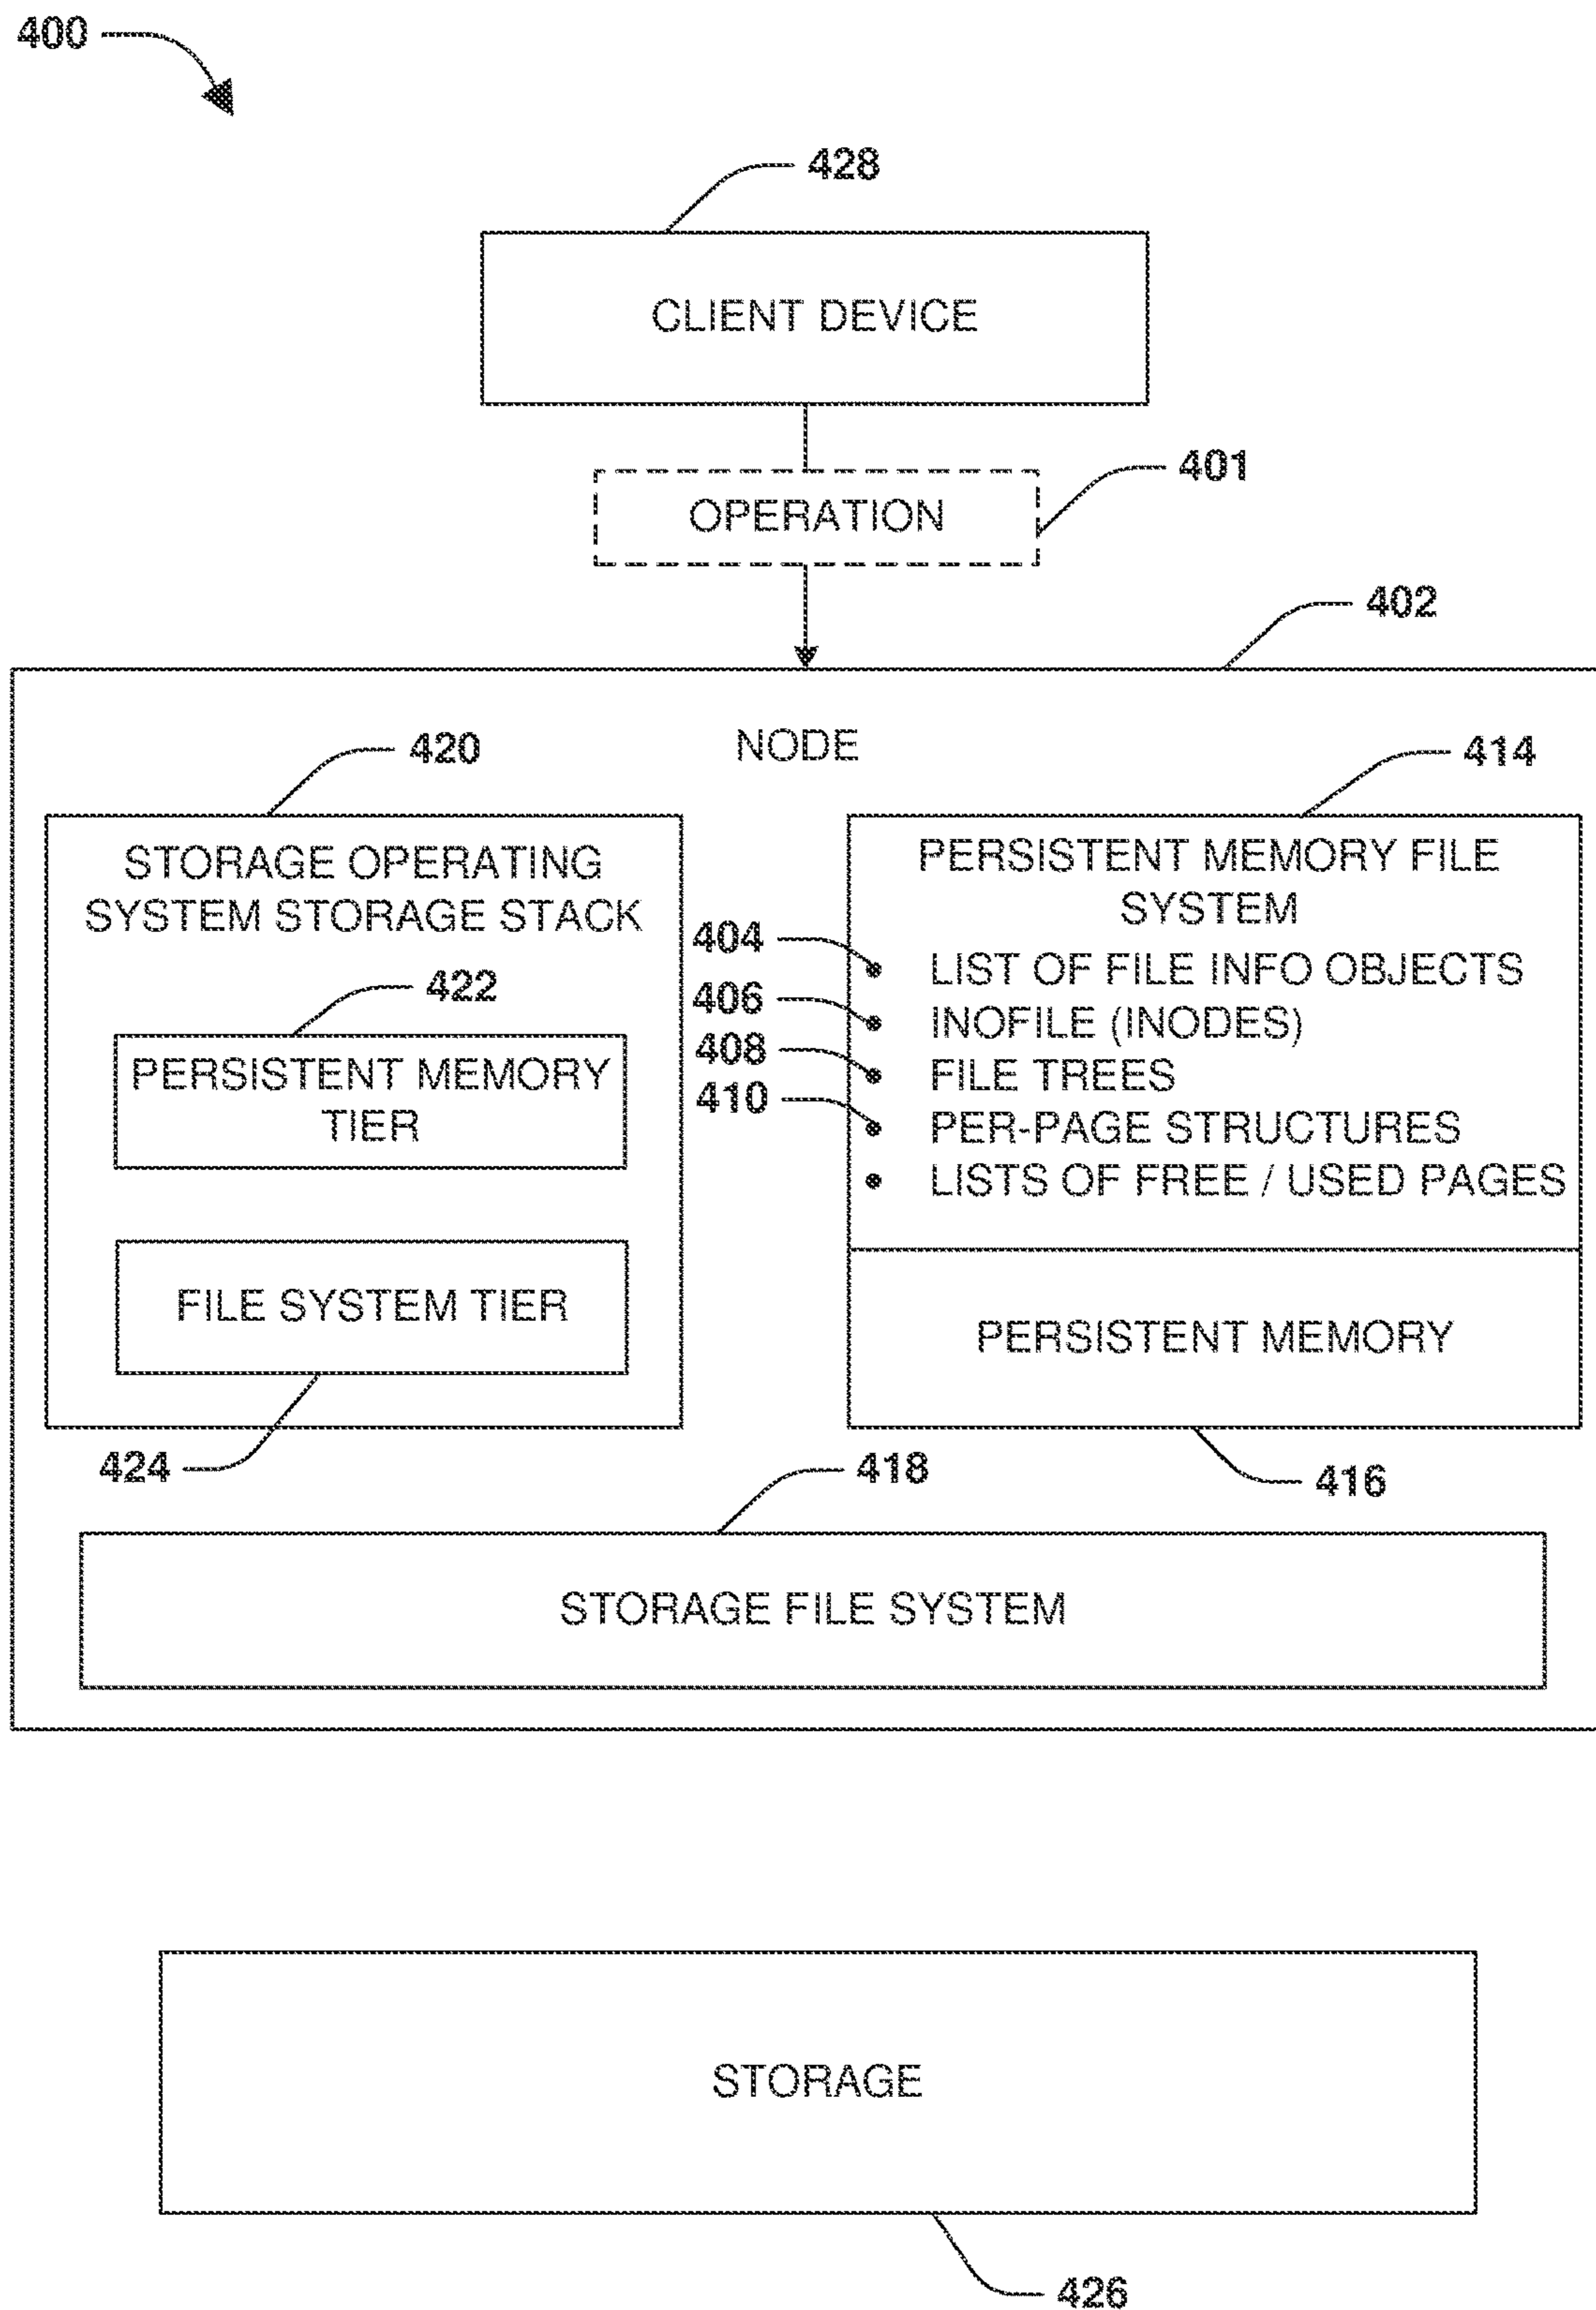 400
428
CLIENT DEVICE
401
OPERATION
402
NODE
420
STORAGE OPERATING
SYSTEM STORAGE STACK
422
PERSISTENT MEMORY
TIER
FILE SYSTEM TIER
424
414
PERSISTENT MEMORY FILE
SYSTEM
404 • LIST OF FILE INFO OBJECTS
406 • INOFILE (INODES)
408 • FILE TREES
410 • PER-PAGE STRUCTURES
• LISTS OF FREE / USED PAGES
PERSISTENT MEMORY
416
418
STORAGE FILE SYSTEM
STORAGE
426